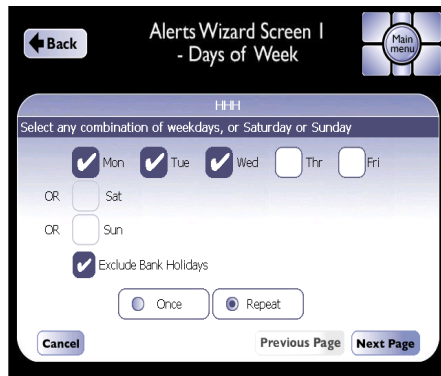 Back
Alerts Wizard Screen 1
- Days of Week
Main
menu
HHH
Select any combination of weekdays, or Saturday or Sunday
Mon Tue Wed Thr Fri
OR Sat
OR Sun
Exclude Bank Holidays
Once Repeat
Cancel Previous Page Next Page